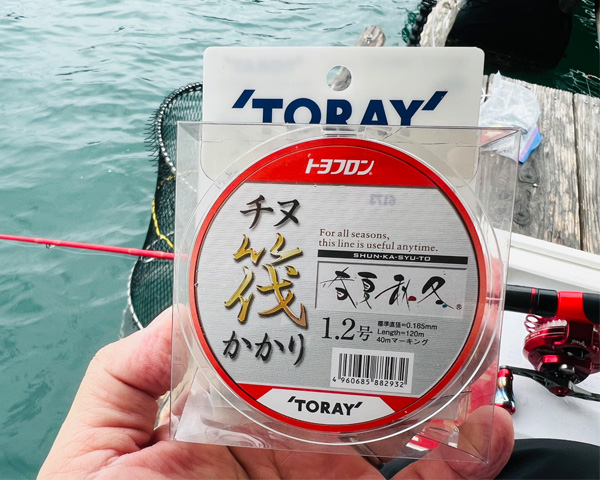 'TORAY'
トヨフロン
チヌ
筏
かかり
For all seasons,
this line is useful anytime.
SHUN-KA-SYU-TO
春夏秋冬®
1.2号
標準直径=0.185mm
Length=120m
40mマーキング
4 960685 882932
'TORAY'